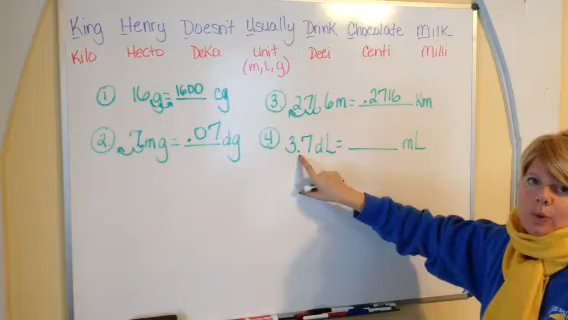 King Henry Doesn't Usually Drink Chocolate Milk
Kilo Hecto Deka Unit Deci Centi Milli
(m, L, g)
① 16g = 1600 cg
③ 271.6m = .2716 Km
② 7mg = .07 dg
④ 3.7dL = ____ mL